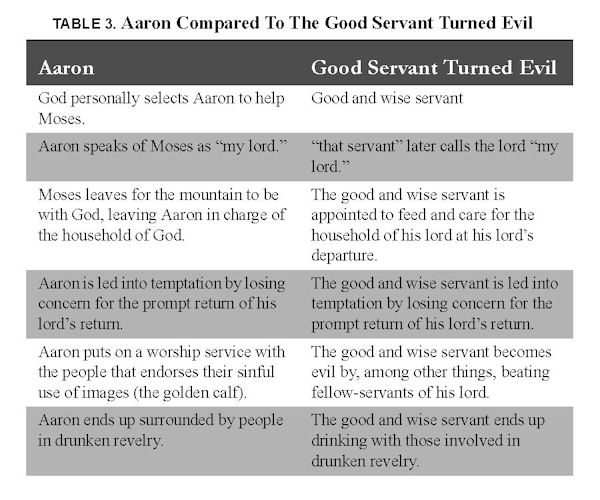 TABLE 3. Aaron Compared To The Good Servant Turned Evil
Aaron
Good Servant Turned Evil
God personally selects Aaron to help
Moses.
Good and wise servant
Aaron speaks of Moses as “my lord.”
“that servant” later calls the lord “my
lord.”
Moses leaves for the mountain to be
with God, leaving Aaron in charge of
the household of God.
The good and wise servant is
appointed to feed and care for the
household of his lord at his lord’s
departure.
Aaron is led into temptation by losing
concern for the prompt return of his
lord’s return.
The good and wise servant is led into
temptation by losing concern for the
prompt return of his lord’s return.
Aaron puts on a worship service with
the people that endorses their sinful
use of images (the golden calf).
The good and wise servant becomes
evil by, among other things, beating
fellow-servants of his lord.
Aaron ends up surrounded by people
in drunken revelry.
The good and wise servant ends up
drinking with those involved in
drunken revelry.